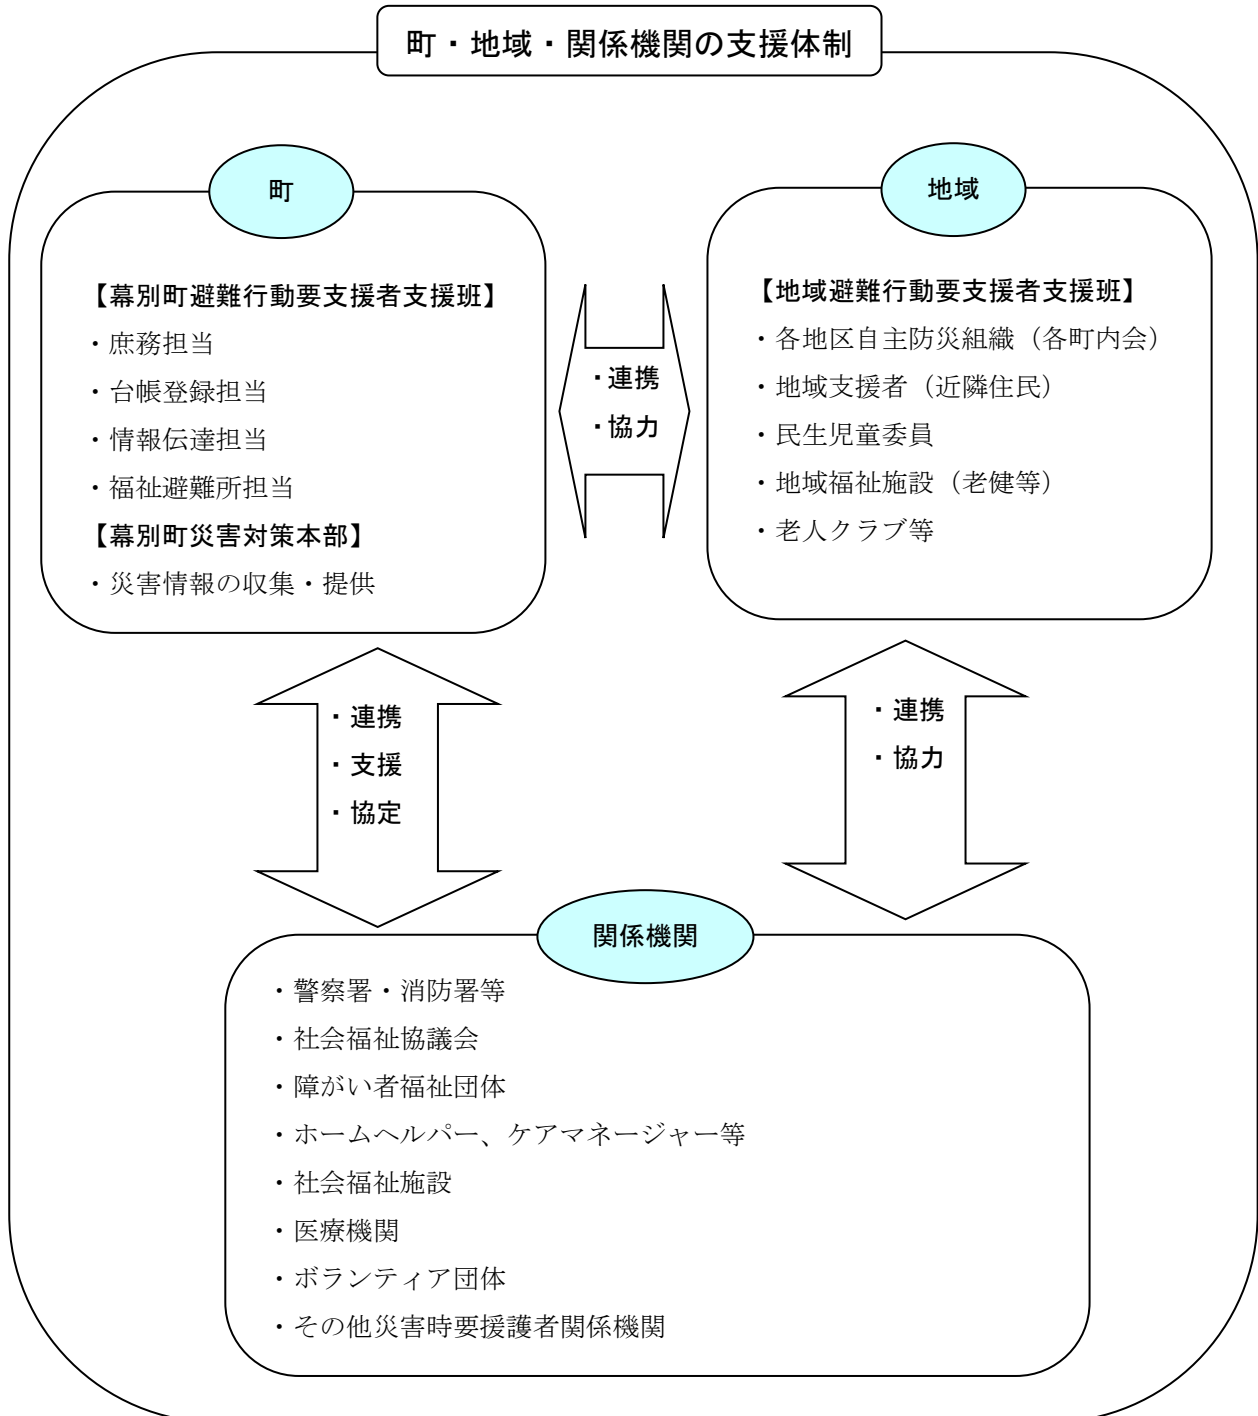 町・地域・関係機関の支援体制
町
【幕別町避難行動要支援者支援班】
・庶務担当
・台帳登録担当
・情報伝達担当
・福祉避難所担当
【幕別町災害対策本部】
・災害情報の収集・提供
・連携
・協力
地域
【地域避難行動要支援者支援班】
・各地区自主防災組織（各町内会）
・地域支援者（近隣住民）
・民生児童委員
・地域福祉施設（老健等）
・老人クラブ等
・連携
・支援
・協定
・連携
・協力
関係機関
・警察署・消防署等
・社会福祉協議会
・障がい者福祉団体
・ホームヘルパー、ケアマネージャー等
・社会福祉施設
・医療機関
・ボランティア団体
・その他災害時要援護者関係機関